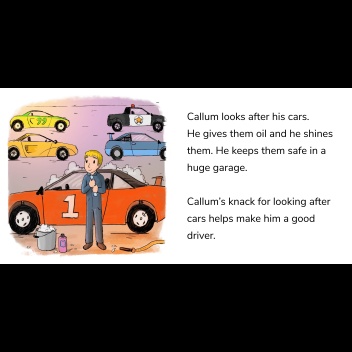 Callum looks after his cars.
He gives them oil and he shines
them. He keeps them safe in a
huge garage.
Callum's knack for looking after
cars helps make him a good
driver.
1